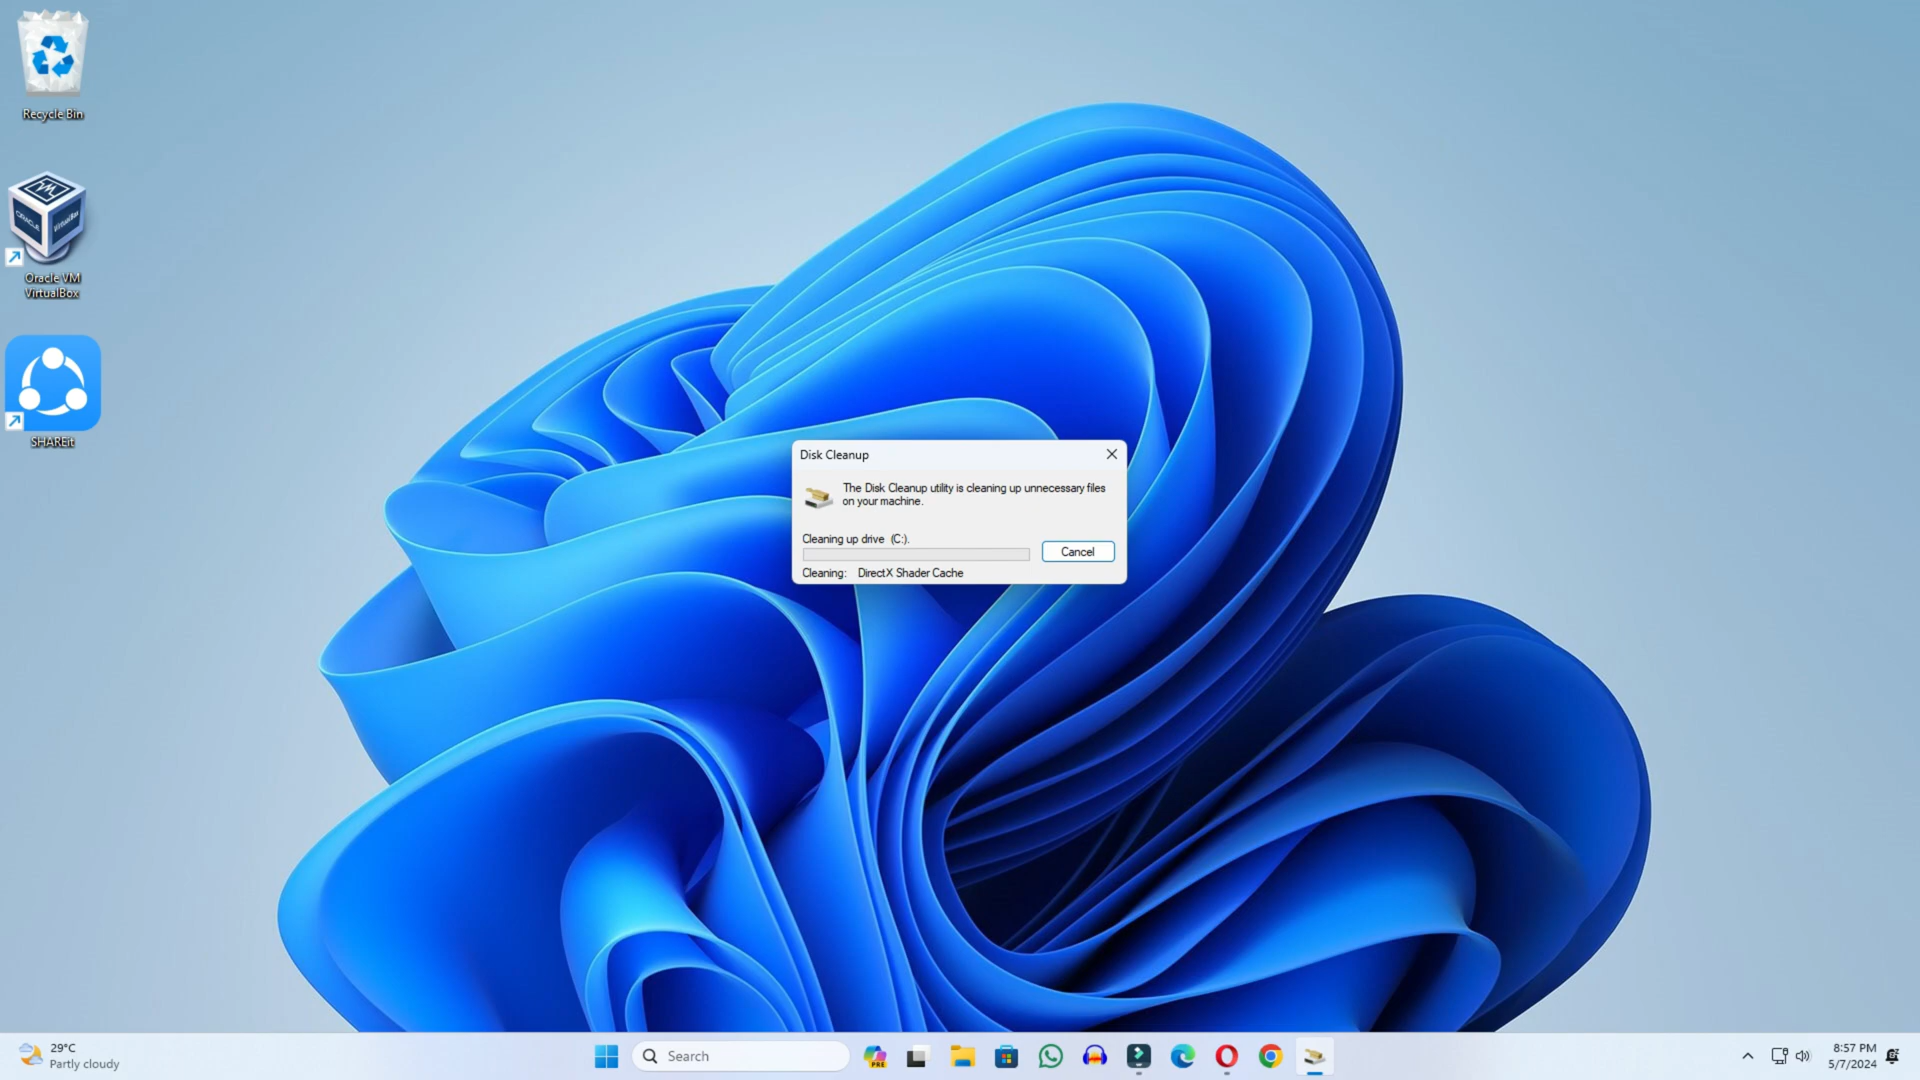 Recycle Bin
Oracle VM
VirtualBox
SHAREit
Disk Cleanup
The Disk Cleanup utility is cleaning up unnecessary files
on your machine.
Cleaning up drive (C:).
Cancel
Cleaning: DirectX Shader Cache
29°C
Partly cloudy
Search
PRE
8:57 PM
5/7/2024